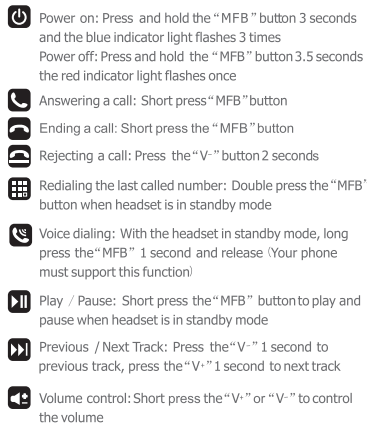 Power on: Press and hold the “MFB” button 3 seconds
and the blue indicator light flashes 3 times
Power off: Press and hold the “MFB” button 3.5 seconds
the red indicator light flashes once
Answering a call: Short press “MFB” button
Ending a call: Short press the “MFB” button
Rejecting a call: Press the “V-” button 2 seconds
Redialing the last called number: Double press the “MFB”
button when headset is in standby mode
Voice dialing: With the headset in standby mode, long
press the “MFB” 1 second and release (Your phone
must support this function)
Play / Pause: Short press the “MFB” button to play and
pause when headset is in standby mode
Previous / Next Track: Press the “V-” 1 second to
previous track, press the “V+” 1 second to next track
Volume control: Short press the “V+” or “V-” to control
the volume